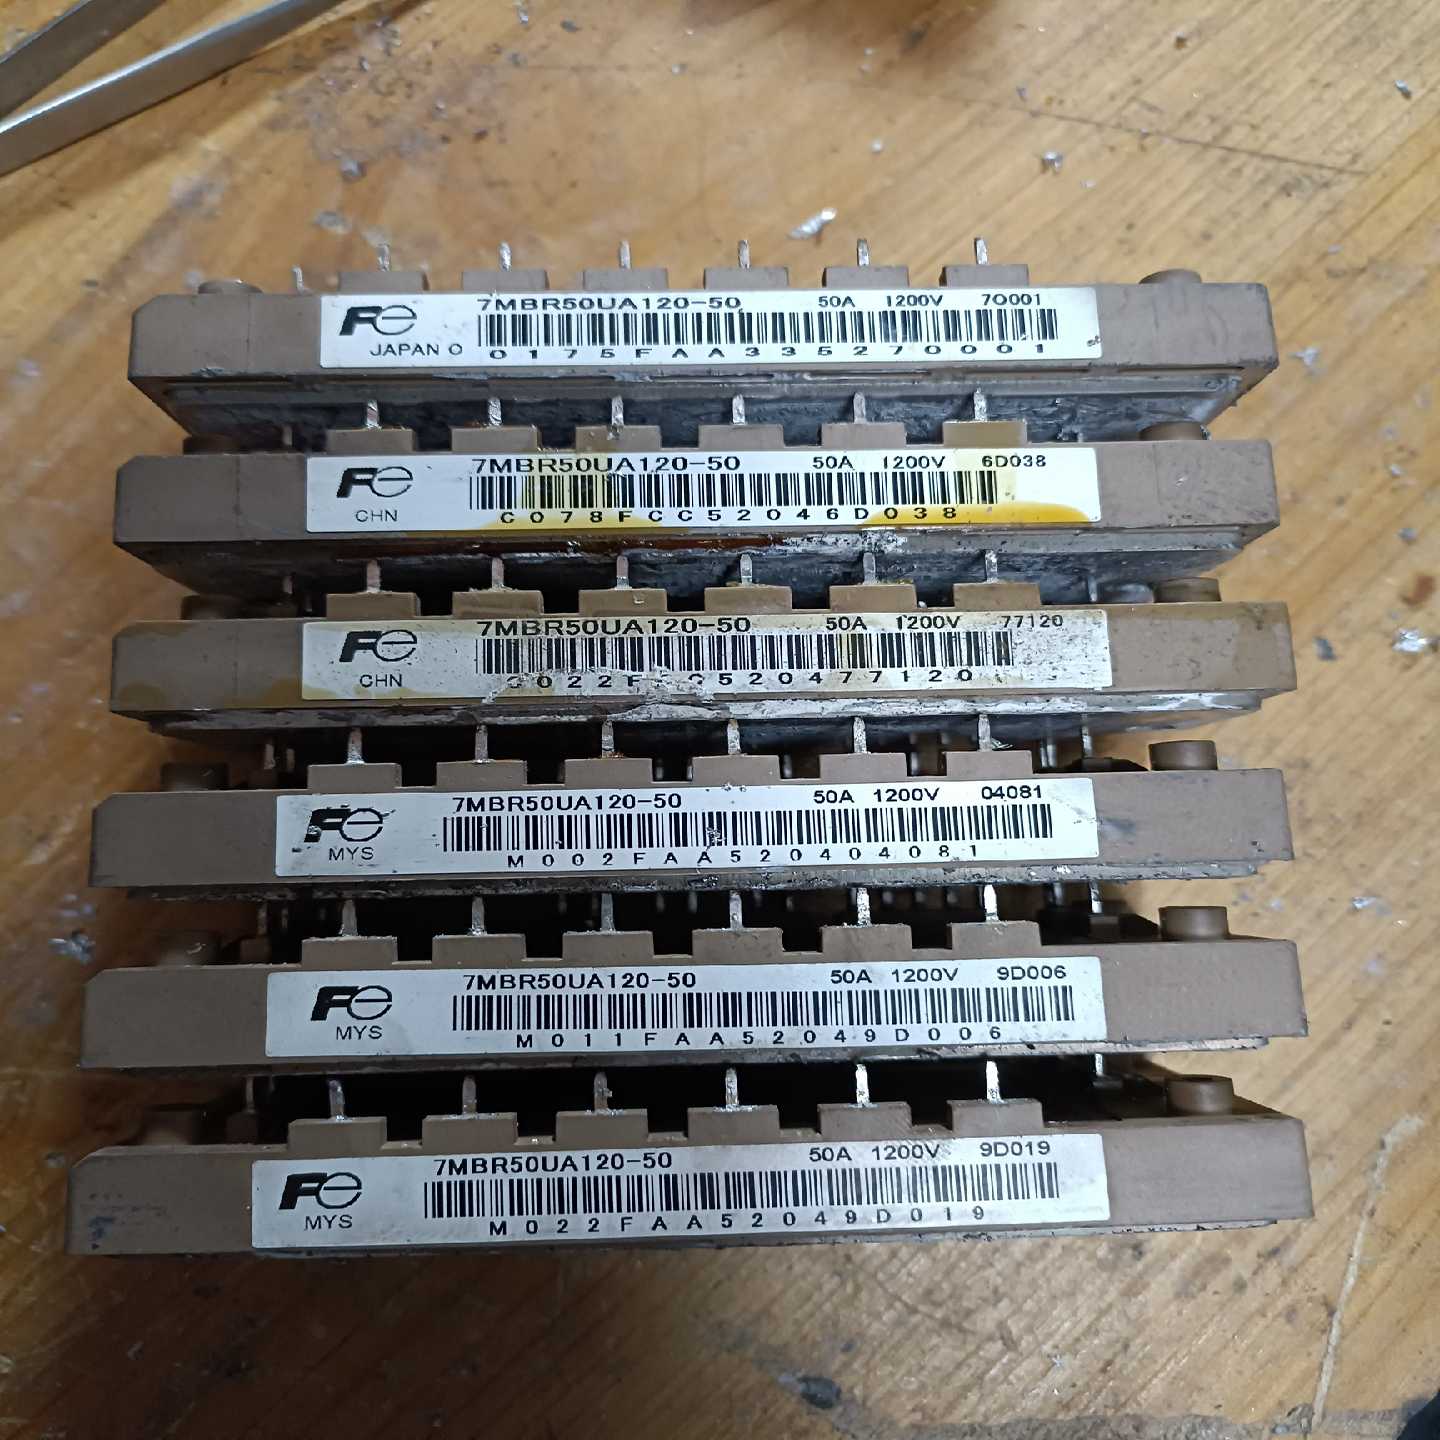 Fe 7MBR50UA120-50 50A 1200V 7O001
JAPAN O 0175FAA335270001
Fe 7MBR50UA120-50 50A 1200V 6D038
CHN C078FCC52046D038
Fe 7MBR50UA120-50 50A 1200V 77120
CHN
Fe 7MBR50UA120-50 50A 1200V 04081
MYS M002FAA520404081
Fe 7MBR50UA120-50 50A 1200V 9D006
MYS M011FAA52049D006
Fe 7MBR50UA120-50 50A 1200V 9D019
MYS M022FAA52049D019